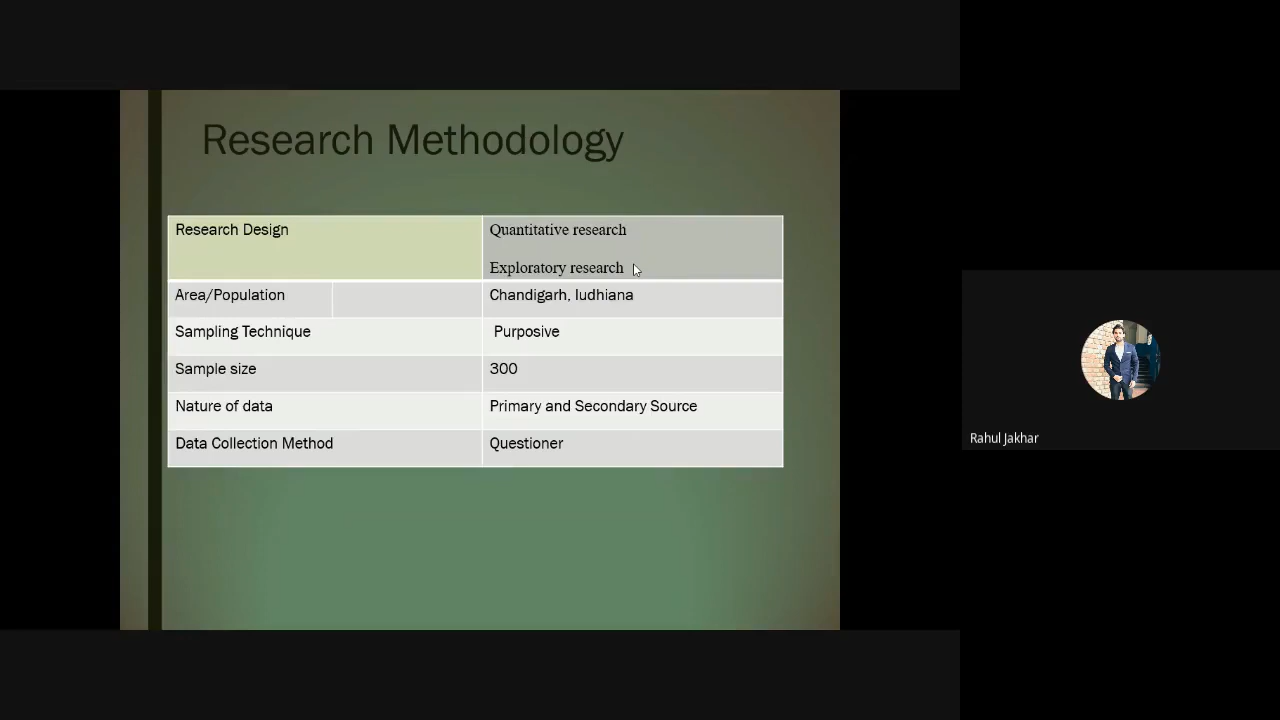 Research Methodology
Research Design
Quantitative research
Exploratory research
Area/Population
Chandigarh, ludhiana
Sampling Technique
Purposive
Sample size
300
Nature of data
Primary and Secondary Source
Data Collection Method
Questioner
Rahul Jakhar